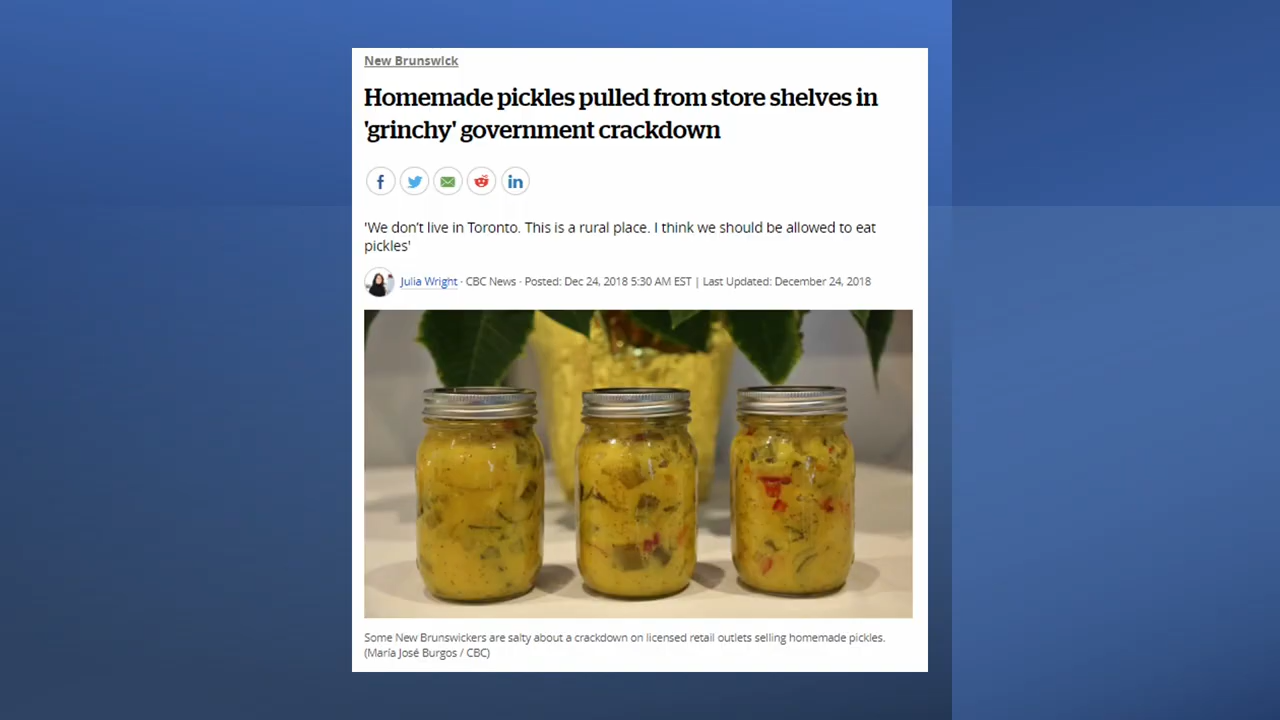 New Brunswick
Homemade pickles pulled from store shelves in
'grinchy' government crackdown
'We don’t live in Toronto. This is a rural place. I think we should be allowed to eat
pickles'
Julia Wright · CBC News · Posted: Dec 24, 2018 5:30 AM EST | Last Updated: December 24, 2018
Some New Brunswickers are salty about a crackdown on licensed retail outlets selling homemade pickles.
(María José Burgos / CBC)